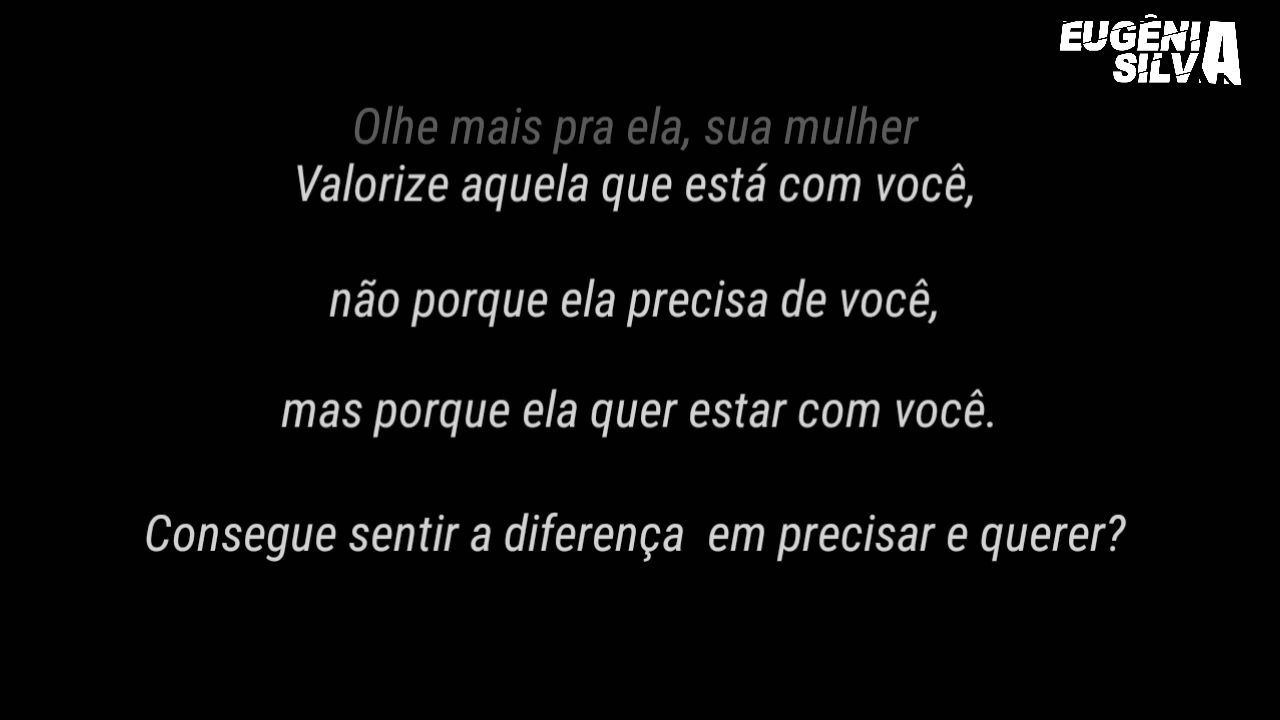 EUGÊNIA
SILVA
Olhe mais pra ela, sua mulher
Valorize aquela que está com você,
não porque ela precisa de você,
mas porque ela quer estar com você.
Consegue sentir a diferença  em precisar e querer?